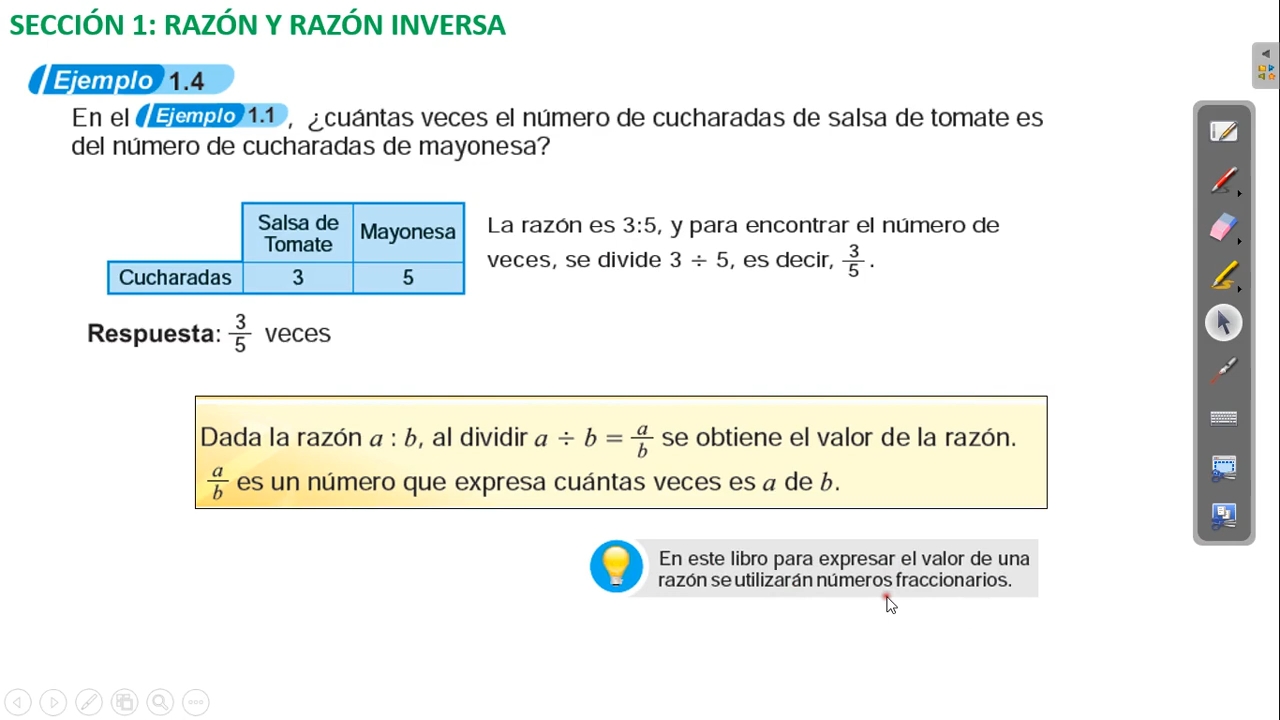 SECCIÓN 1: RAZÓN Y RAZÓN INVERSA
Ejemplo 1.4
En el Ejemplo 1.1, ¿cuántas veces el número de cucharadas de salsa de tomate es
del número de cucharadas de mayonesa?
Salsa de Tomate Mayonesa
Cucharadas 3 5
La razón es 3:5, y para encontrar el número de
veces, se divide 3 ÷ 5, es decir, 3/5.
Respuesta: 3/5 veces
Dada la razón a : b, al dividir a ÷ b = a/b se obtiene el valor de la razón.
a/b es un número que expresa cuántas veces es a de b.
En este libro para expresar el valor de una
razón se utilizarán números fraccionarios.